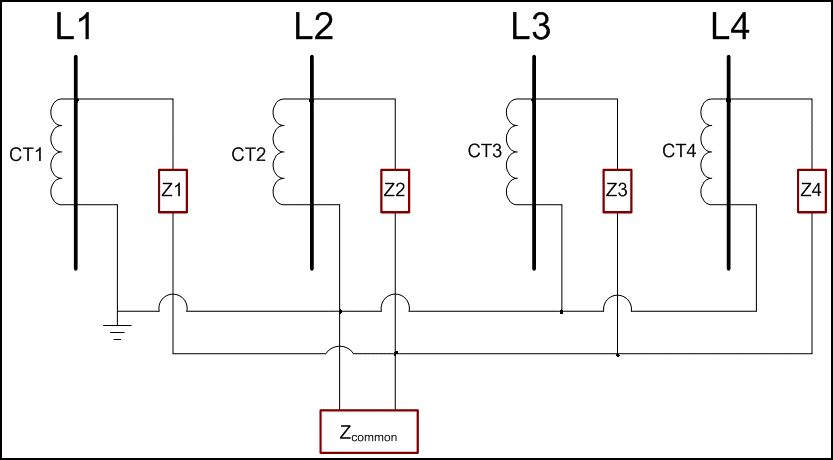 L1 L2 L3 L4
CT1 CT2 CT3 CT4
Z1 Z2 Z3 Z4
Zcommon